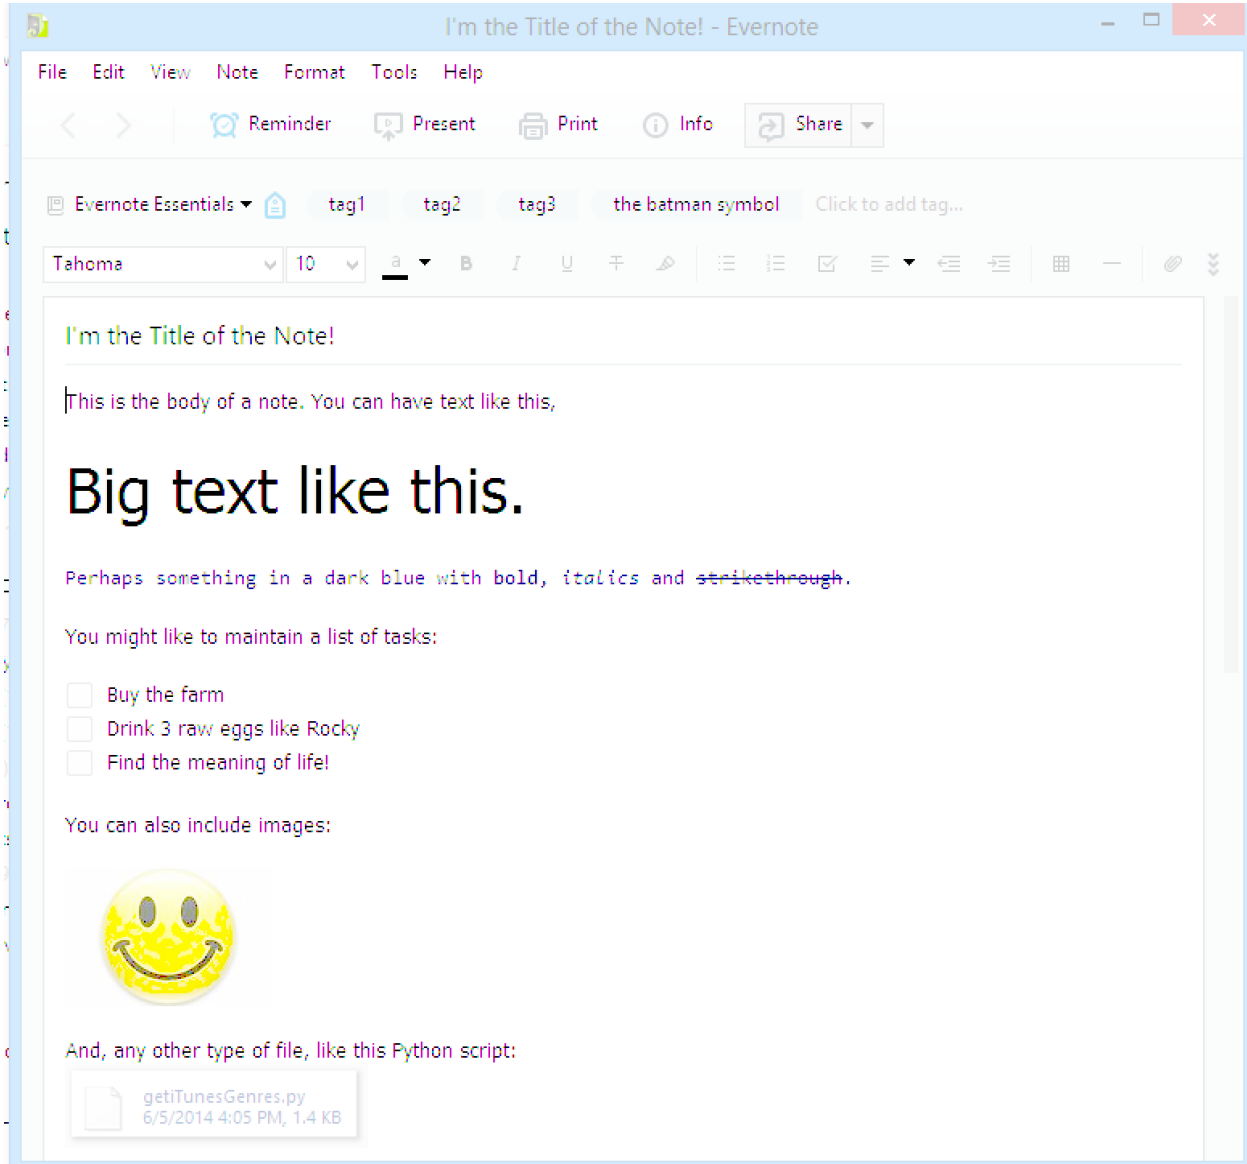 I'm the Title of the Note! - Evernote
File Edit View Note Format Tools Help
Reminder Present Print Info Share
Evernote Essentials tag1 tag2 tag3 the batman symbol Click to add tag...
Tahoma 10 a B I U T
I'm the Title of the Note!
This is the body of a note. You can have text like this,
Big text like this.
Perhaps something in a dark blue with bold, italics and strikethrough.
You might like to maintain a list of tasks:
Buy the farm
Drink 3 raw eggs like Rocky
Find the meaning of life!
You can also include images:
And, any other type of file, like this Python script:
getiTunesGenres.py
6/5/2014 4:05 PM, 1.4 KB